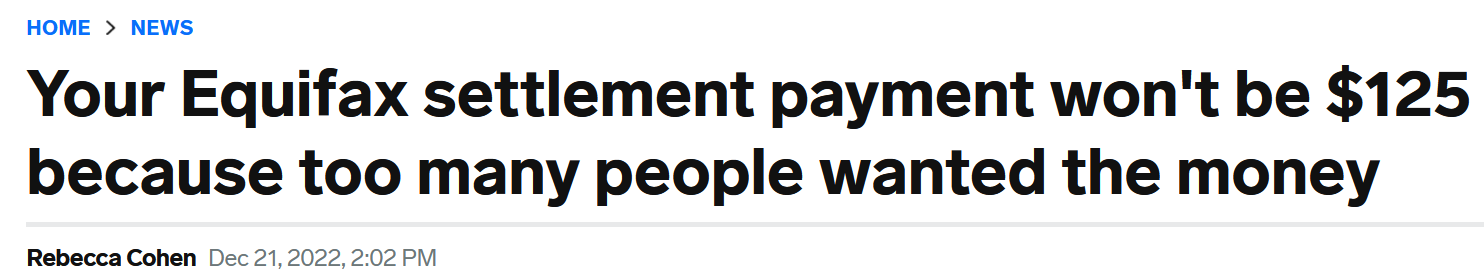 HOME > NEWS
Your Equifax settlement payment won't be $125
because too many people wanted the money
Rebecca Cohen Dec 21, 2022, 2:02 PM